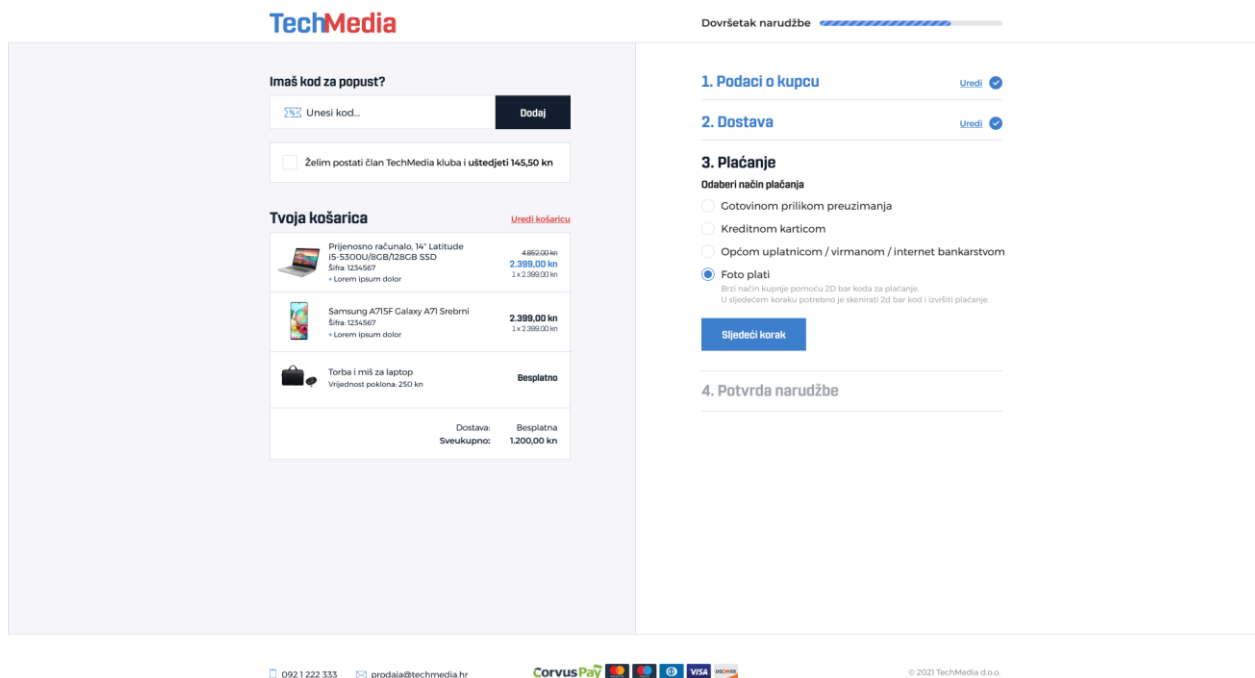 TechMedia
Dovršetak narudžbe
Imaš kod za popust?
Unesi kod...
Dodaj
Želim postati član TechMedia kluba i uštedjeti 145,50 kn
Tvoja košarica
Uredi košaricu
Prijenosno računalo, 14" Latitude
i5-5300U/8GB/128GB SSD
Šifra: 1234567
+ Lorem ipsum dolor
4.852,00 kn
2.399,00 kn
1 x 2.399,00 kn
Samsung A715F Galaxy A71 Srebrni
Šifra: 1234567
+ Lorem ipsum dolor
2.399,00 kn
1 x 2.399,00 kn
Torba i miš za laptop
Vrijednost poklona: 250 kn
Besplatno
Dostava: Besplatna
Sveukupno: 1.200,00 kn
1. Podaci o kupcu
Uredi
2. Dostava
Uredi
3. Plaćanje
Odaberi način plačanja
Gotovinom prilikom preuzimanja
Kreditnom karticom
Općom uplatnicom / virmanom / internet bankarstvom
Foto plati
Brzi način kupnje pomoću 2D bar koda za plaćanje.
U sljedećem koraku potrebno je skenirati 2d bar kod i izvršiti plaćanje.
Sljedeći korak
4. Potvrda narudžbe
092 1 222 333
prodaja@techmedia.hr
CorvusPay
VISA
DISCOVER
© 2021 TechMedia d.o.o.